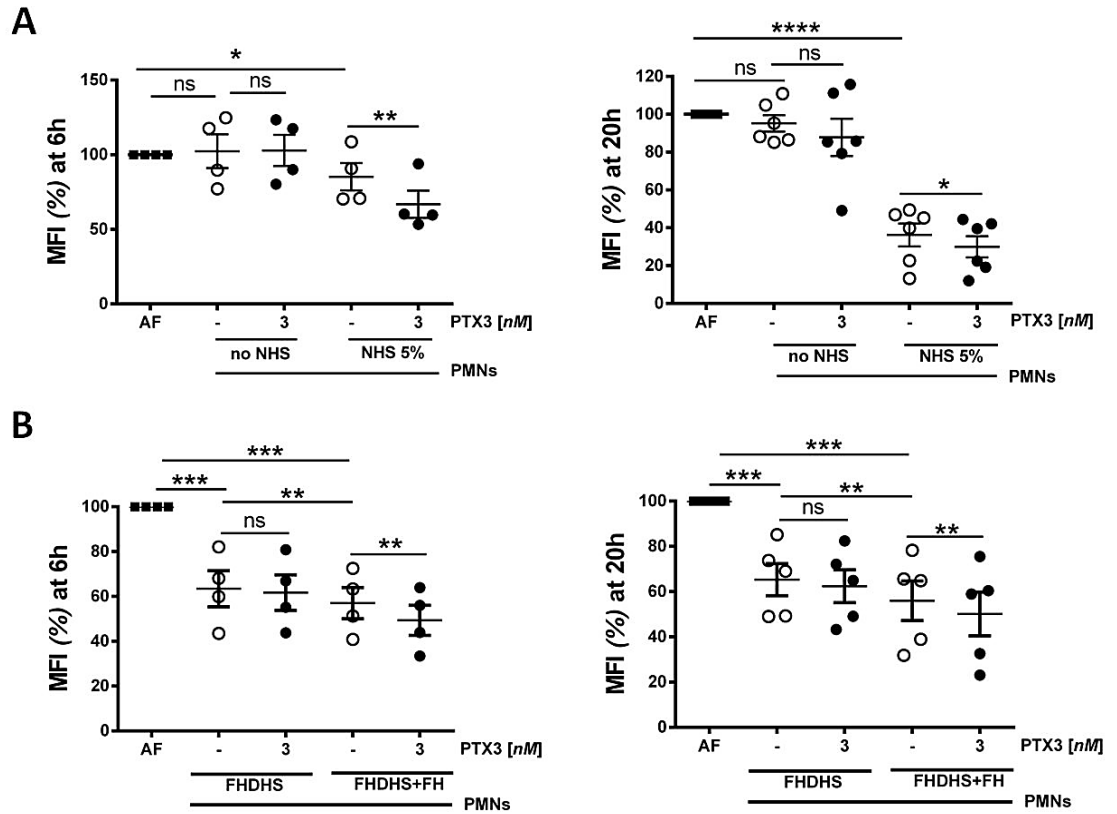 A
MFI (%) at 6h
150
100
50
0
*
ns
ns
**
AF
-
3
-
3
PTX3 [nM]
no NHS
NHS 5%
PMNs
MFI (%) at 20h
120
100
80
60
40
20
0
****
ns
ns
*
AF
-
3
-
3
PTX3 [nM]
no NHS
NHS 5%
PMNs
B
MFI (%) at 6h
100
80
60
40
20
0
***
***
**
ns
**
AF
-
3
-
3
PTX3 [nM]
FHDHS
FHDHS+FH
PMNs
MFI (%) at 20h
100
80
60
40
20
0
***
***
**
ns
**
AF
-
3
-
3
PTX3 [nM]
FHDHS
FHDHS+FH
PMNs